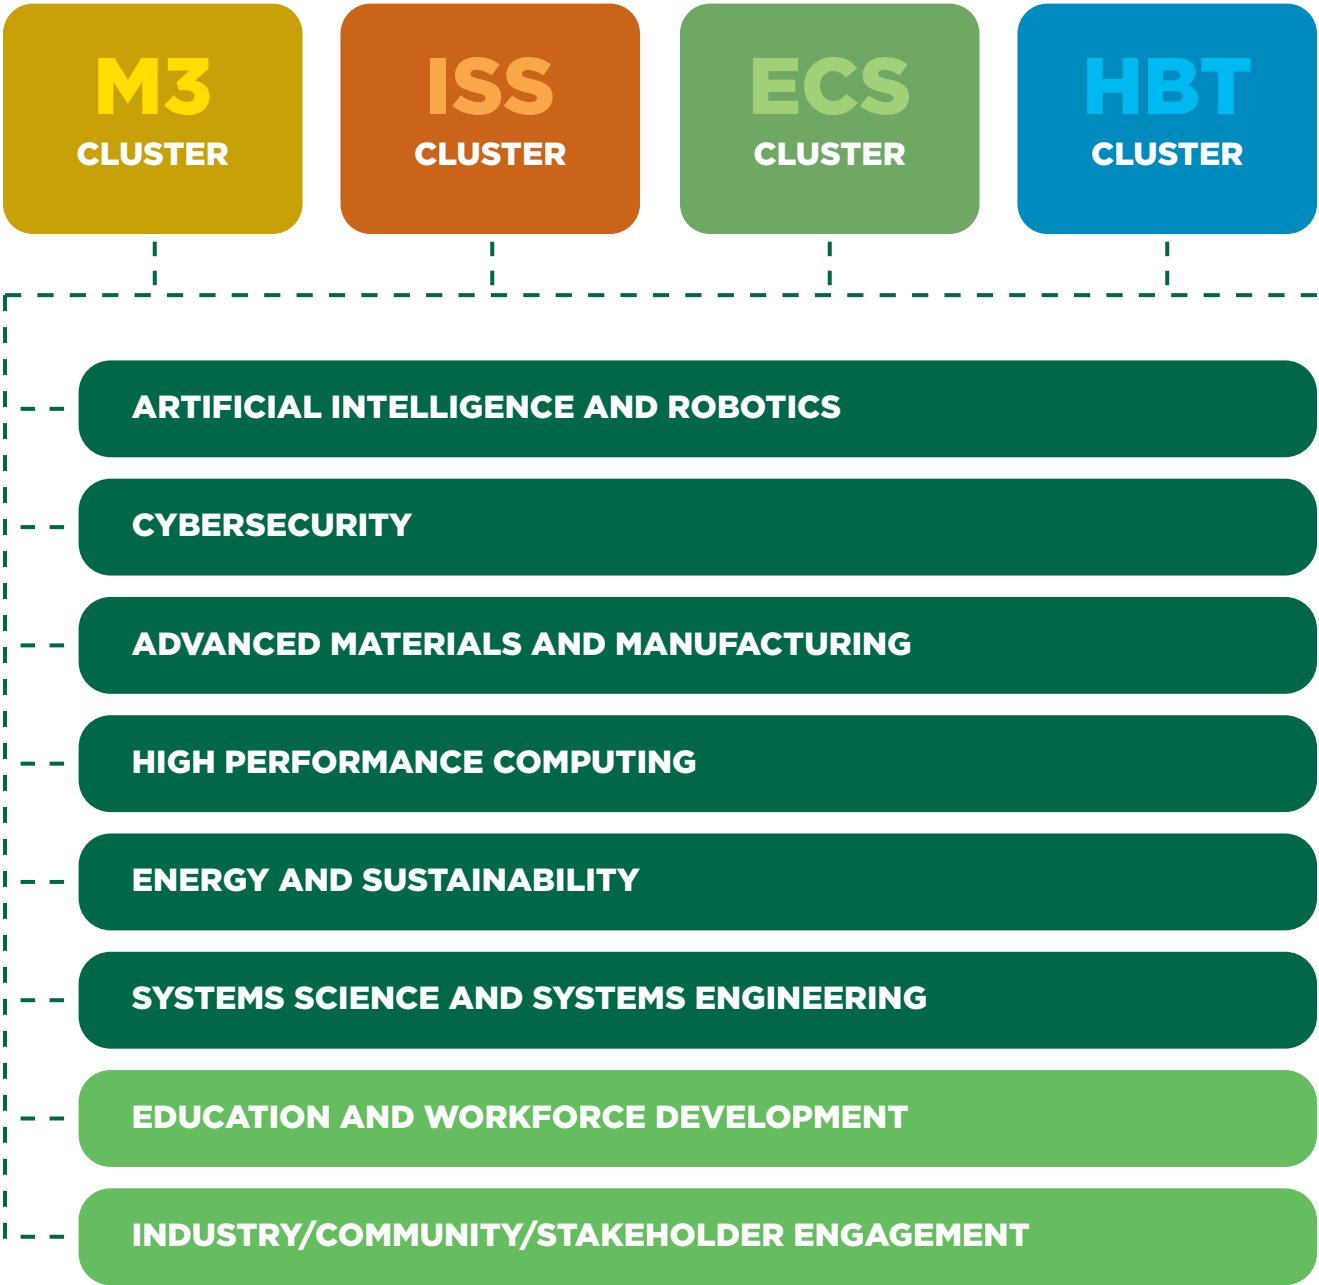 M3
CLUSTER
ISS
CLUSTER
ECS
CLUSTER
HBT
CLUSTER
ARTIFICIAL INTELLIGENCE AND ROBOTICS
CYBERSECURITY
ADVANCED MATERIALS AND MANUFACTURING
HIGH PERFORMANCE COMPUTING
ENERGY AND SUSTAINABILITY
SYSTEMS SCIENCE AND SYSTEMS ENGINEERING
EDUCATION AND WORKFORCE DEVELOPMENT
INDUSTRY/COMMUNITY/STAKEHOLDER ENGAGEMENT